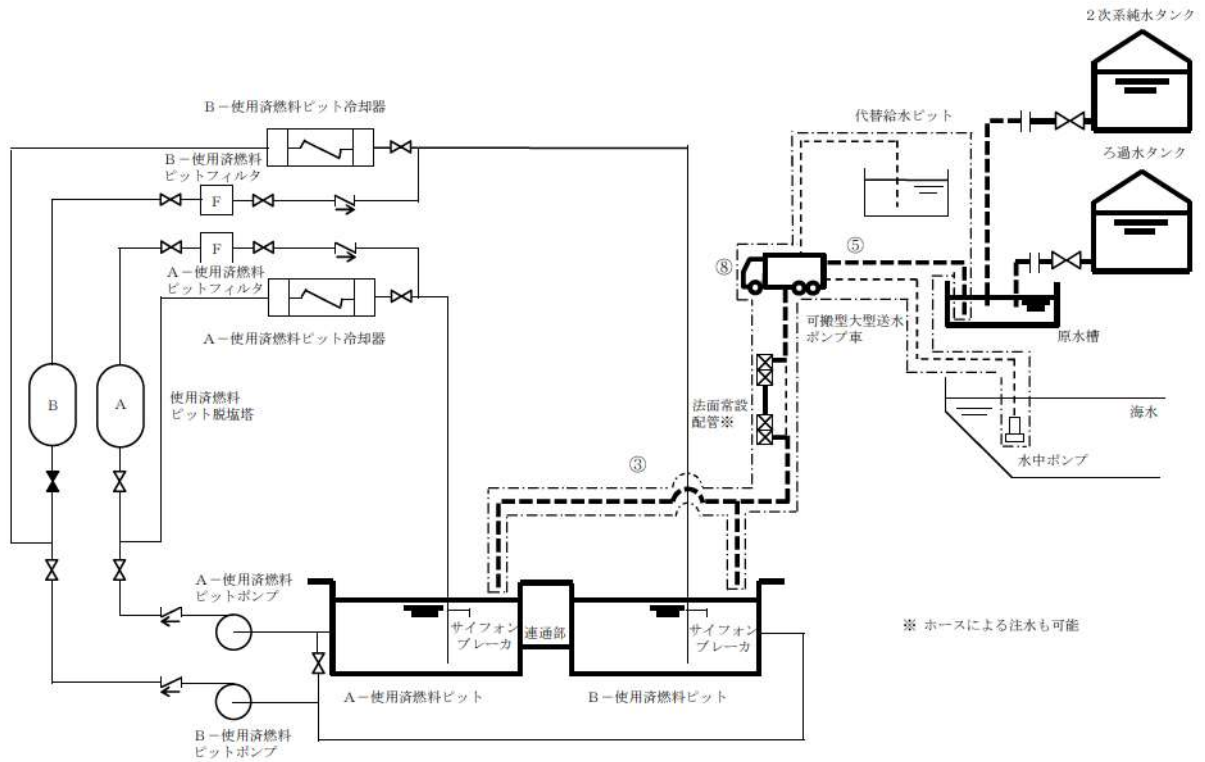 ２次系純水タンク
Ｂ－使用済燃料ピット冷却器
代替給水ピット
Ｂ－使用済燃料
ピットフィルタ
ろ過水タンク
F
F
⑤
⑧
Ａ－使用済燃料
ピットフィルタ
可搬型大型送水
ポンプ車
原水槽
Ａ－使用済燃料ピット冷却器
B
A
使用済燃料
ピット脱塩塔
法面常設
配管※
海水
③
水中ポンプ
Ａ－使用済燃料
ピットポンプ
サイフォン
ブレーカ
連通部
サイフォン
ブレーカ
※ ホースによる注水も可能
Ａ－使用済燃料ピット
Ｂ－使用済燃料ピット
Ｂ－使用済燃料
ピットポンプ